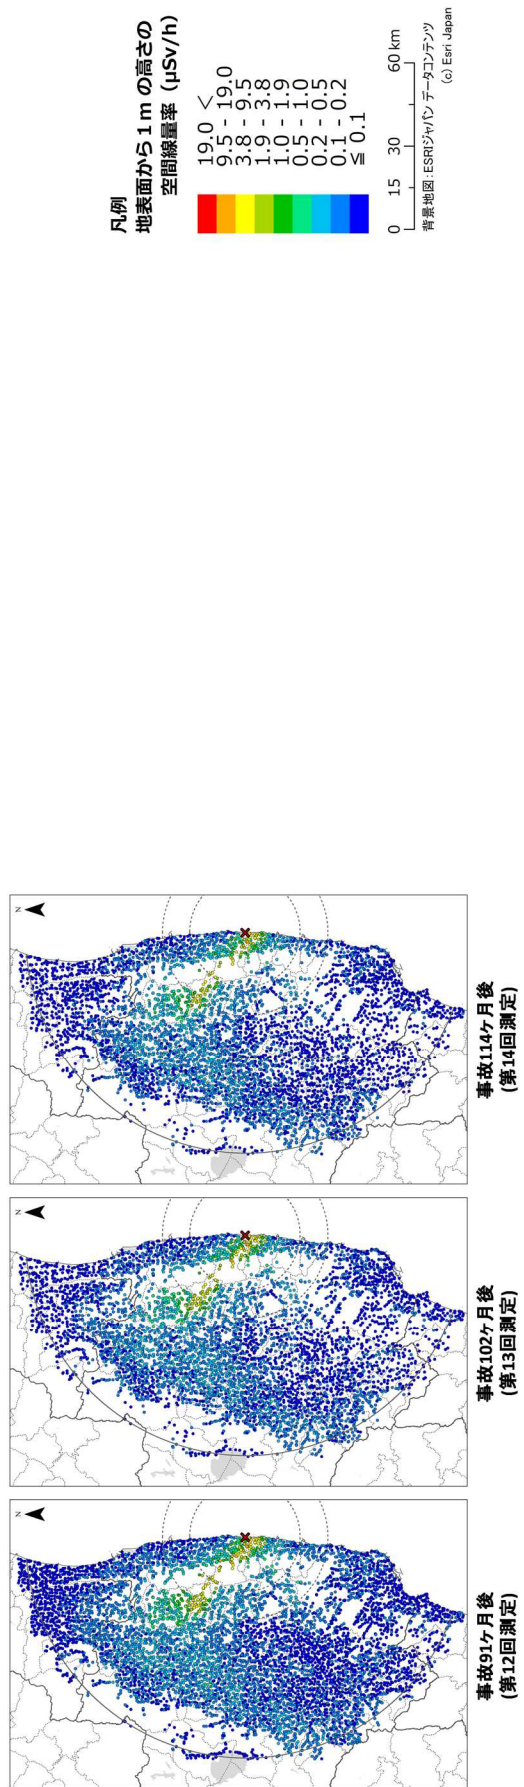 凡例
地表面から1mの高さの
空間線量率 (μSv/h)
19.0 <
9.5 - 19.0
3.8 - 9.5
1.9 - 3.8
1.0 - 1.9
0.5 - 1.0
0.2 - 0.5
0.1 - 0.2
≦ 0.1
0 15 30 60 km
背景地図:ESRIジャパン データコンテンツ
(c) Esri Japan
N
事故91ヶ月後
(第12回測定)
N
事故102ヶ月後
(第13回測定)
N
事故114ヶ月後
(第14回測定)